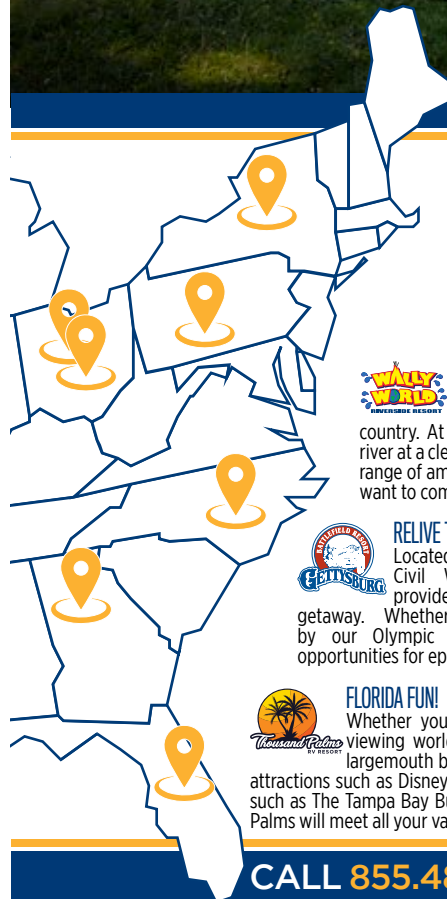 WALLY
WORLD
RIVERSIDE RESORT
country. At
river at a cle
range of am
want to com
BATTLEFIELD RESORT
GETTYSBURG
RELIVE T
Located
Civil W
provide
getaway. Whether
by our Olympic
opportunities for ep
Thousand Palms
RV RESORT
FLORIDA FUN!
Whether you
viewing worl
largemouth b
attractions such as Disney
such as The Tampa Bay Bu
Palms will meet all your va
CALL 855.48